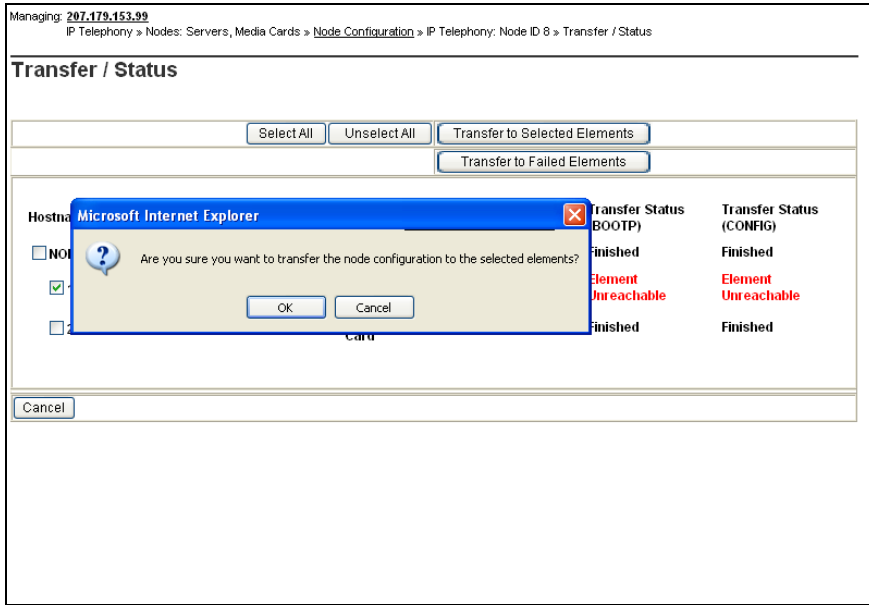 Managing: 207.179.153.99
IP Telephony » Nodes: Servers, Media Cards » Node Configuration » IP Telephony: Node ID 8 » Transfer / Status
Transfer / Status
Select All Unselect All Transfer to Selected Elements
Transfer to Failed Elements
Microsoft Internet Explorer
Are you sure you want to transfer the node configuration to the selected elements?
OK Cancel
Transfer Status
(BOOTP)
Transfer Status
(CONFIG)
Finished Finished
Element
Unreachable
Element
Unreachable
Card
Finished Finished
Cancel